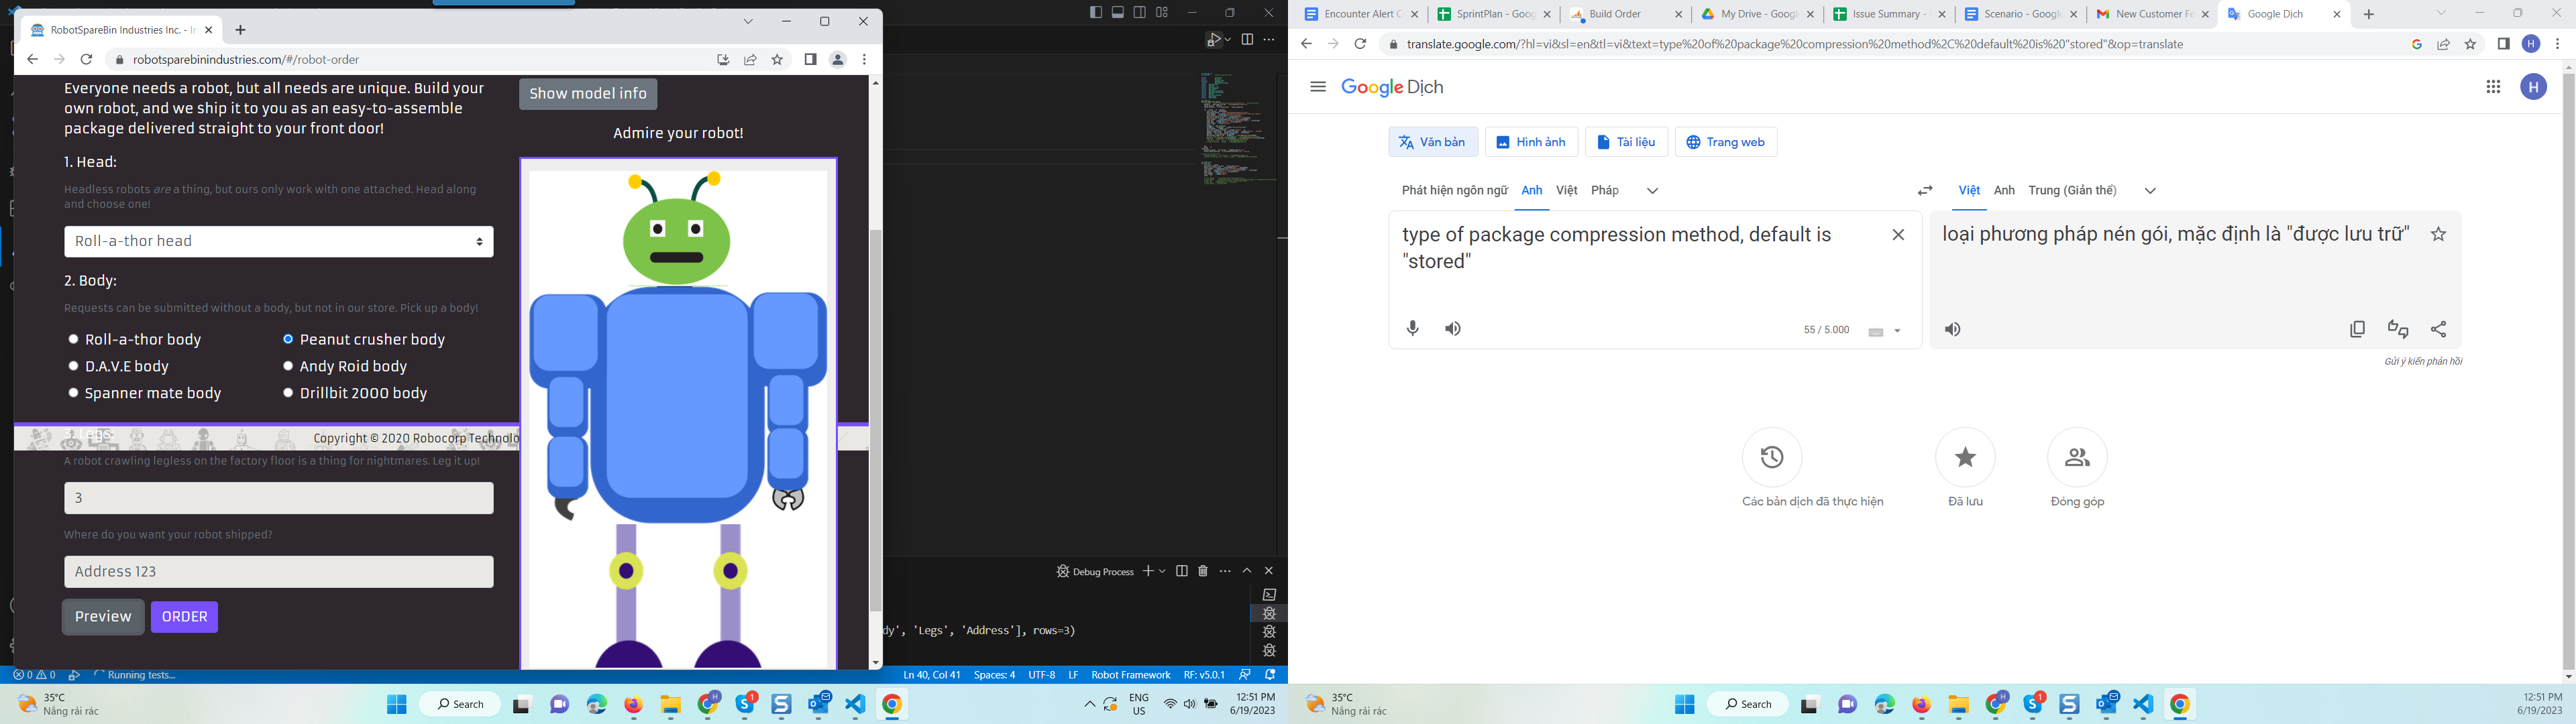 RobotSpareBin Industries Inc. - Ir
robotsparebinindustries.com/#/robot-order
Everyone needs a robot, but all needs are unique. Build your
own robot, and we ship it to you as an easy-to-assemble
package delivered straight to your front door!
1. Head:
Headless robots are a thing, but ours only work with one attached. Head along
and choose one!
Roll-a-thor head
2. Body:
Requests can be submitted without a body, but not in our store. Pick up a body!
Roll-a-thor body
Peanut crusher body
D.A.V.E body
Andy Roid body
Spanner mate body
Drillbit 2000 body
3. Legs:
Copyright © 2020 Robocorp Technolo
A robot crawling legless on the factory floor is a thing for nightmares. Leg it up!
3
Where do you want your robot shipped?
Address 123
Preview
ORDER
Show model info
Admire your robot!
Debug Process
dy', 'Legs', 'Address'], rows=3)
0
0
Running tests...
Ln 40, Col 41
Spaces: 4
UTF-8
LF
Robot Framework
RF: v5.0.1
35°C
Nắng rải rác
Search
1
ENG
US
12:51 PM
6/19/2023
Encounter Alert C
SprintPlan - Goog
Build Order
My Drive - Google
Issue Summary -
Scenario - Google
New Customer Fe
Google Dịch
translate.google.com/?hl=vi&sl=en&tl=vi&text=type%20of%20package%20compression%20method%2C%20default%20is%20"stored"&op=translate
H
Google Dịch
H
Văn bản
Hình ảnh
Tài liệu
Trang web
Phát hiện ngôn ngữ
Anh
Việt
Pháp
Việt
Anh
Trung (Giản thể)
type of package compression method, default is
"stored"
55 / 5.000
loại phương pháp nén gói, mặc định là "được lưu trữ"
Gửi ý kiến phản hồi
Các bản dịch đã thực hiện
Đã lưu
Đóng góp
35°C
Nắng rải rác
Search
1
12:51 PM
6/19/2023